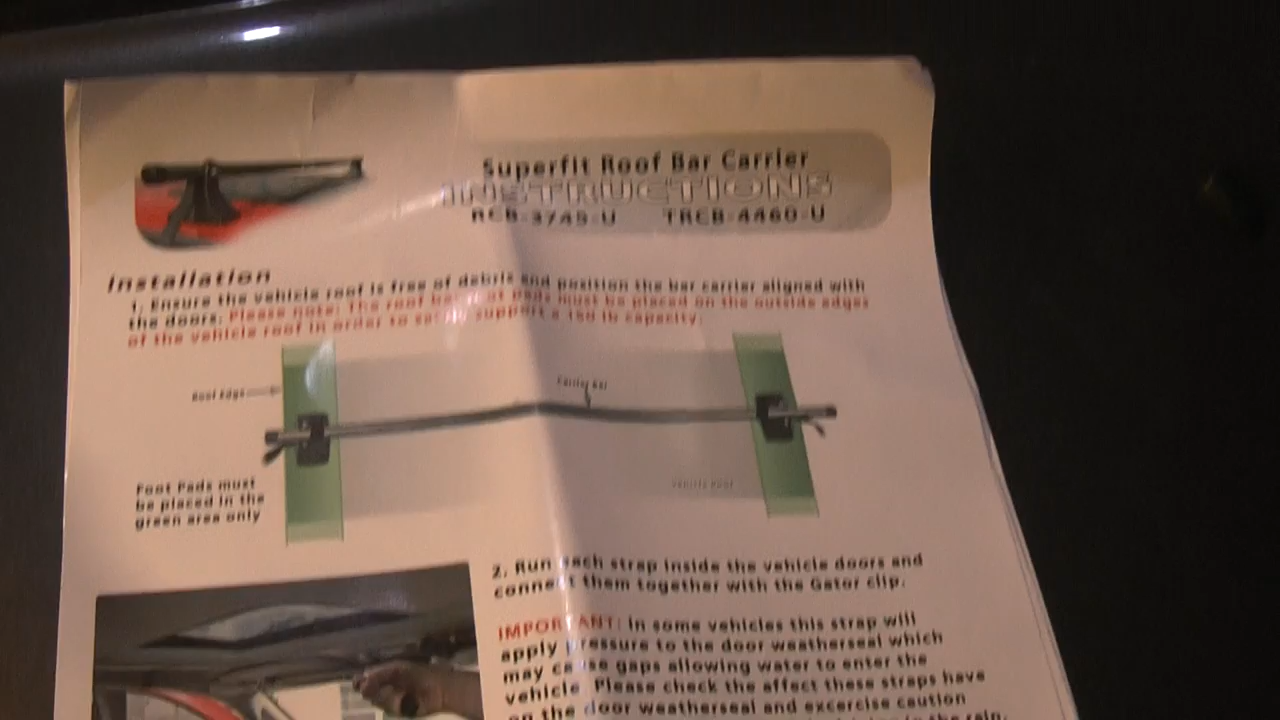 Superfit Roof Bar Carrier
INSTRUCTIONS
RCB-3745-U TRCB-4460-U
Installation
1. Ensure the vehicle roof is free of debris and position the bar carrier aligned with
the doors. Please note: The roof bar foot pads must be placed on the outside edges
of the vehicle roof in order to safely support a 150 lb capacity.
Roof Edge
Carrier Bar
Vehicle Roof
Foot Pads must
be placed in the
green area only
2. Run each strap inside the vehicle doors and
connect them together with the Gator clip.
IMPORTANT: In some vehicles this strap will
apply pressure to the door weatherseal which
may cause gaps allowing water to enter the
vehicle. Please check the affect these straps have
on the door weatherseal and excercise caution
in the rain.